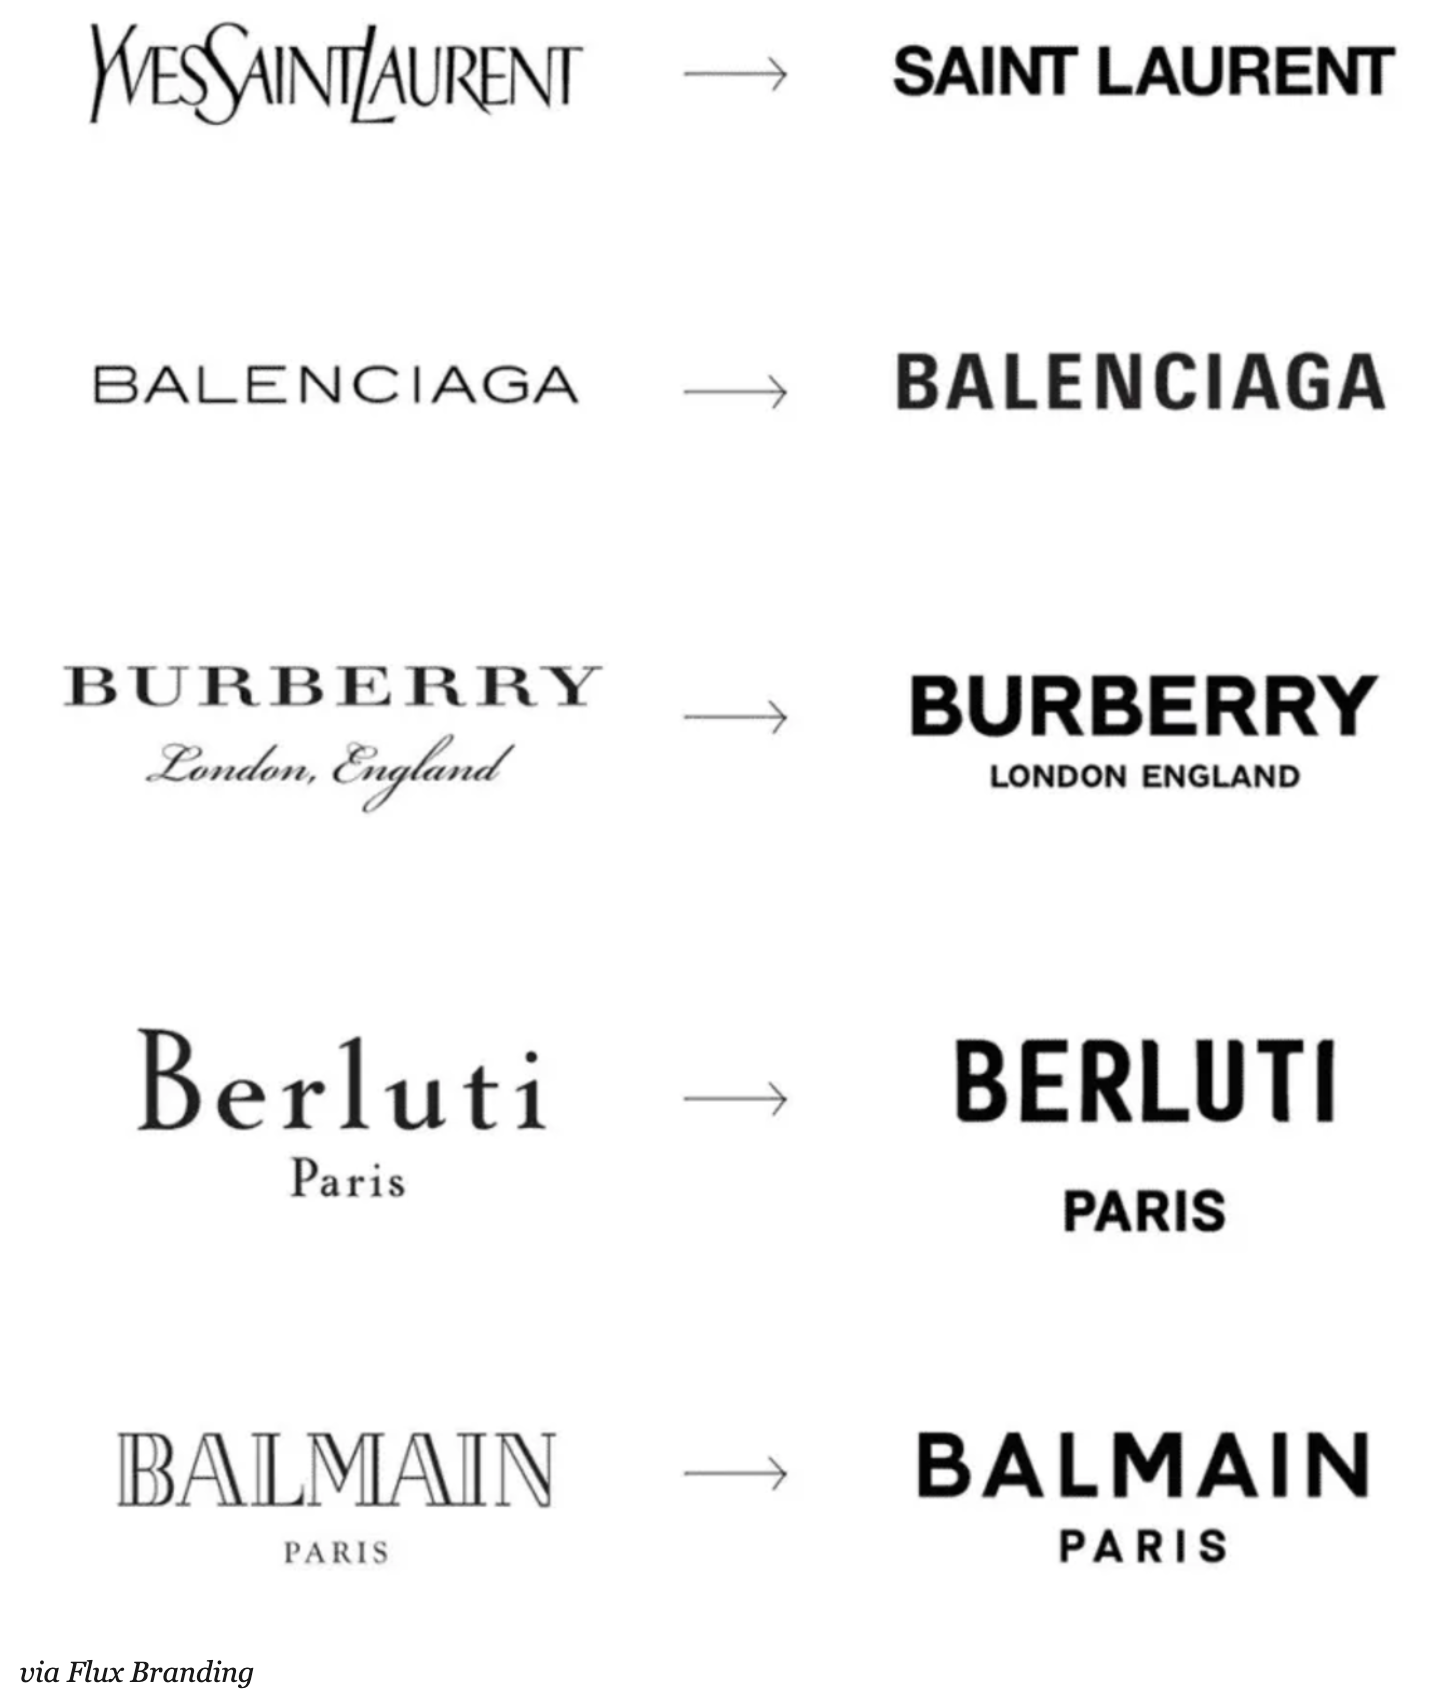 YVESSAINTLAURENT → SAINT LAURENT
BALENCIAGA → BALENCIAGA
BURBERRY → BURBERRY
London, England LONDON ENGLAND
Berluti → BERLUTI
Paris PARIS
BALMAIN → BALMAIN
PARIS PARIS
via Flux Branding